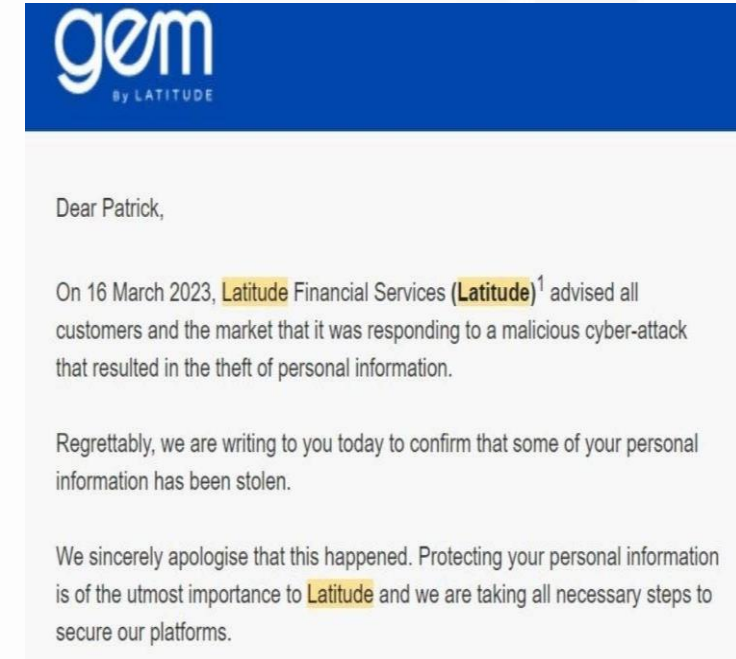 gem
By LATITUDE
Dear Patrick,
On 16 March 2023, Latitude Financial Services (Latitude)1 advised all
customers and the market that it was responding to a malicious cyber-attack
that resulted in the theft of personal information.
Regrettably, we are writing to you today to confirm that some of your personal
information has been stolen.
We sincerely apologise that this happened. Protecting your personal information
is of the utmost importance to Latitude and we are taking all necessary steps to
secure our platforms.